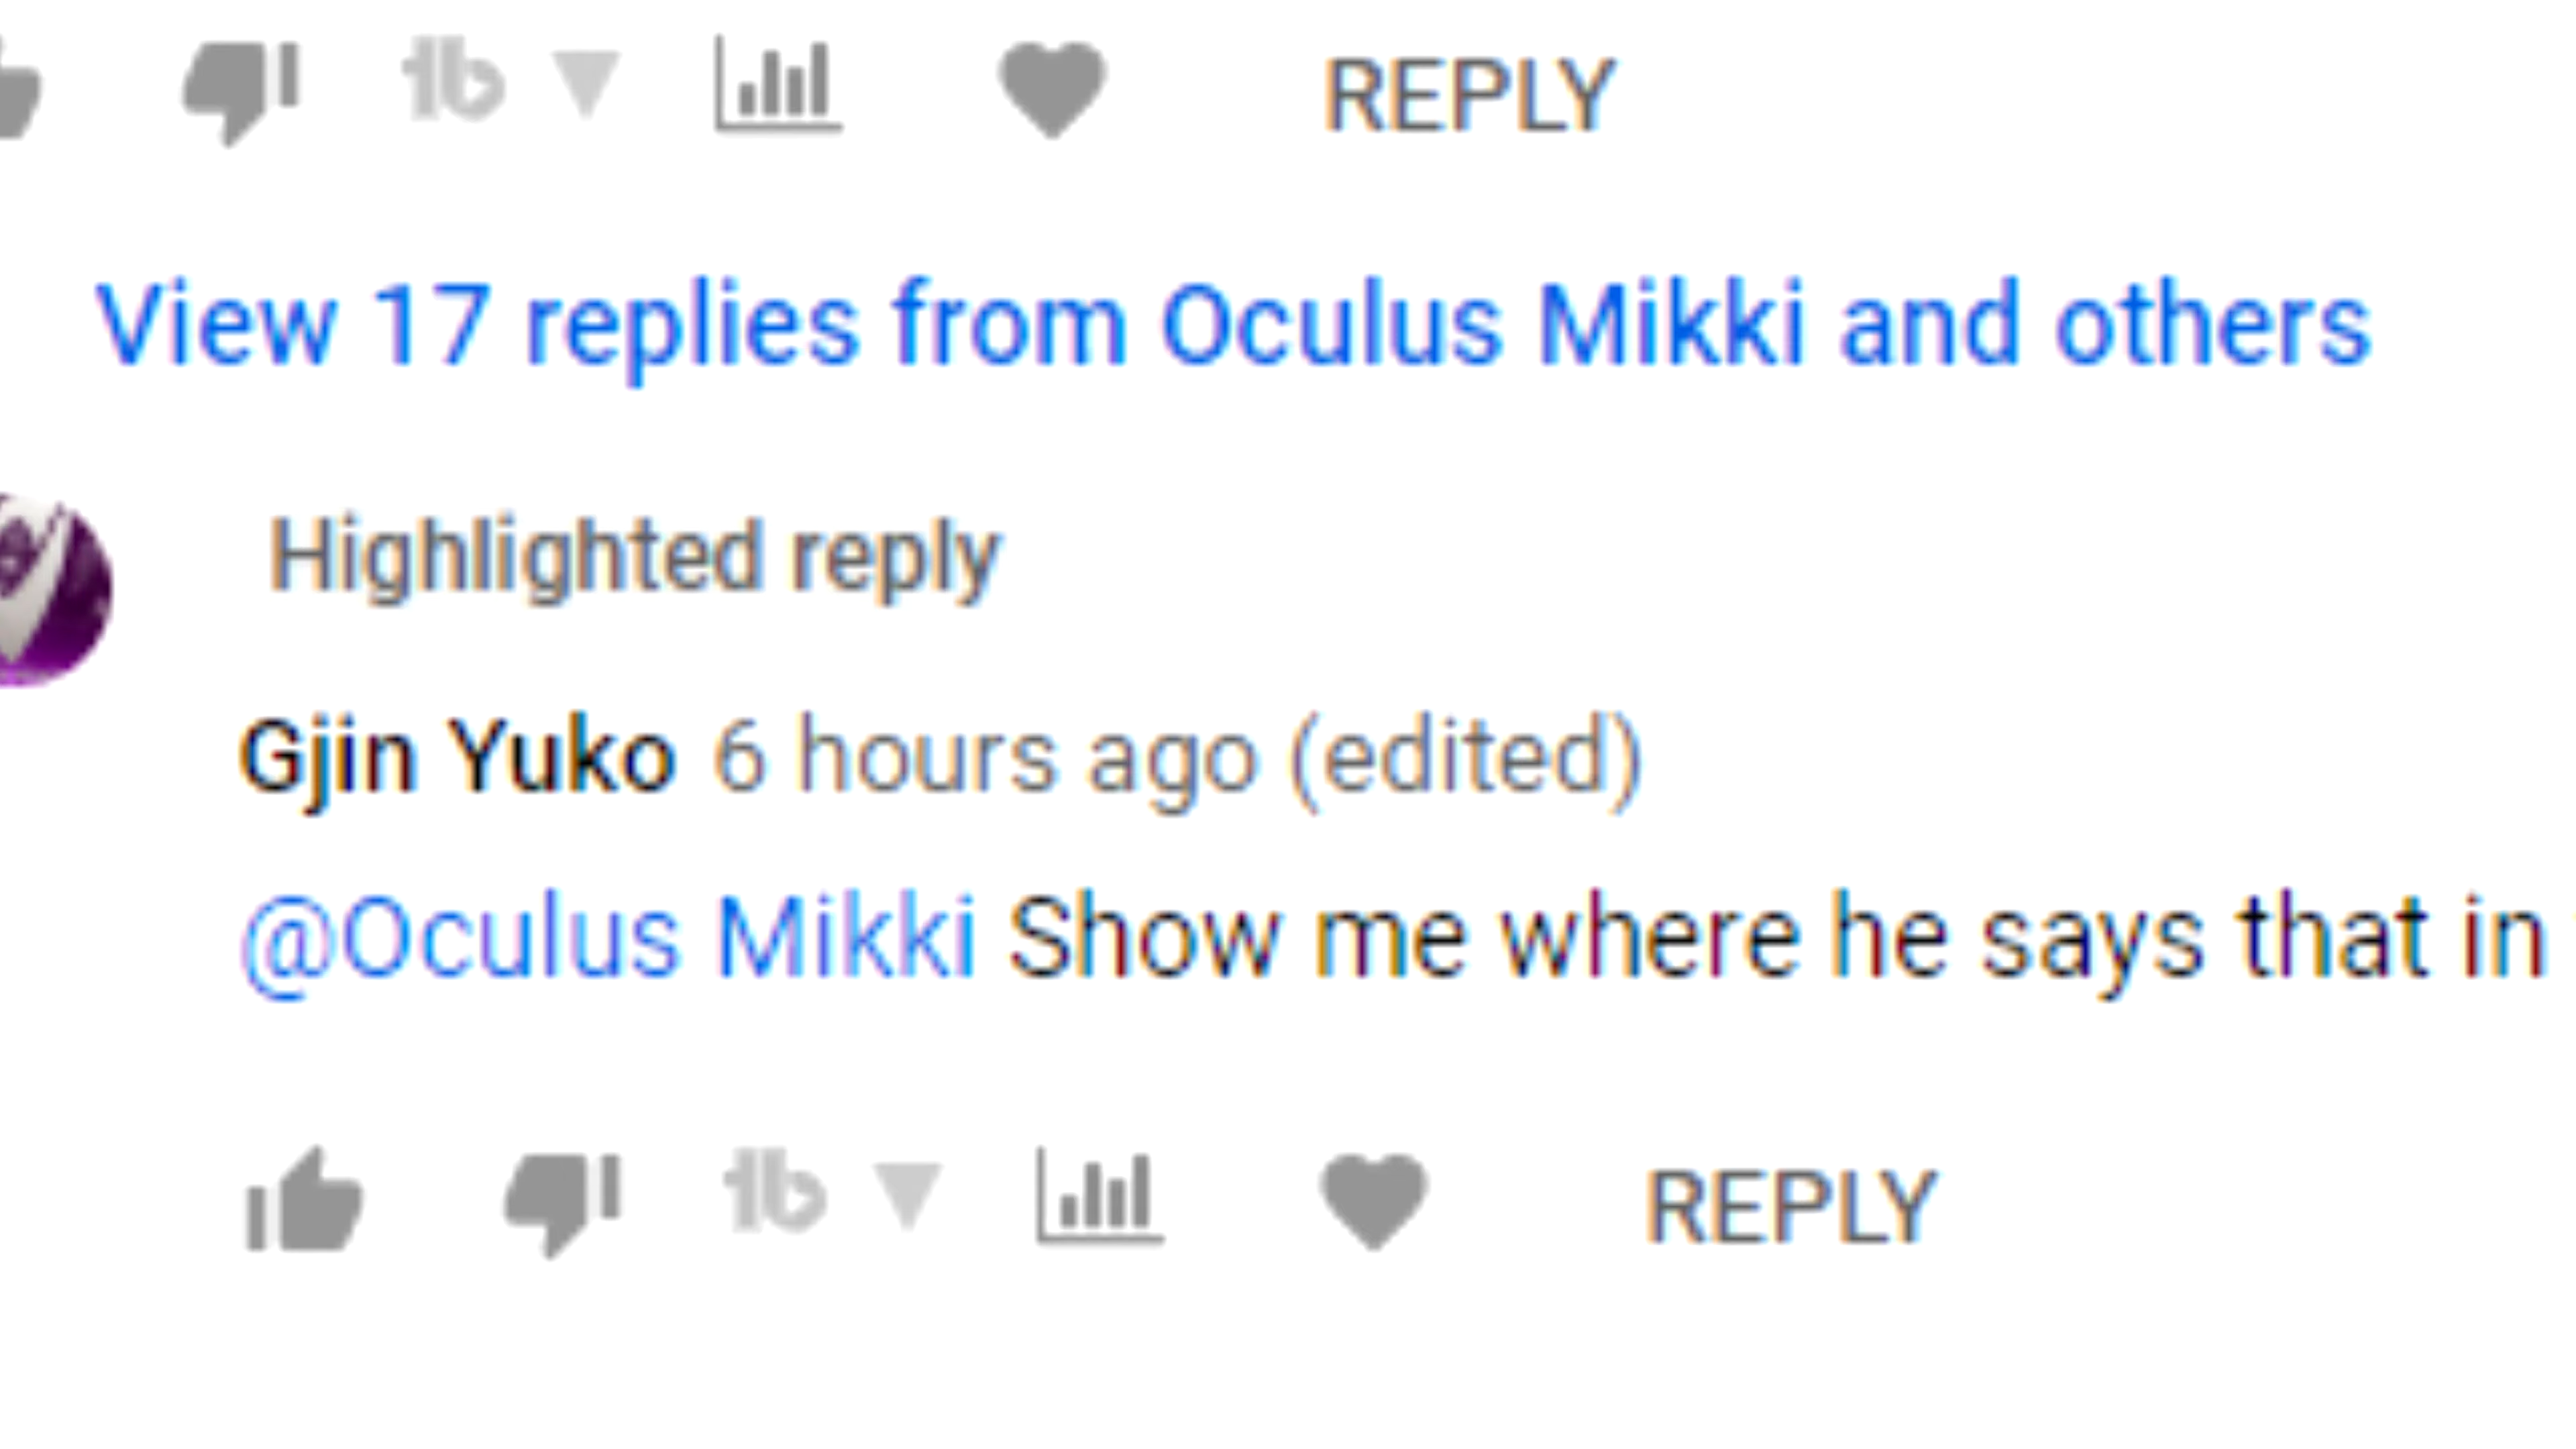 REPLY
View 17 replies from Oculus Mikki and others
Highlighted reply
Gjin Yuko 6 hours ago (edited)
@Oculus Mikki Show me where he says that in
REPLY